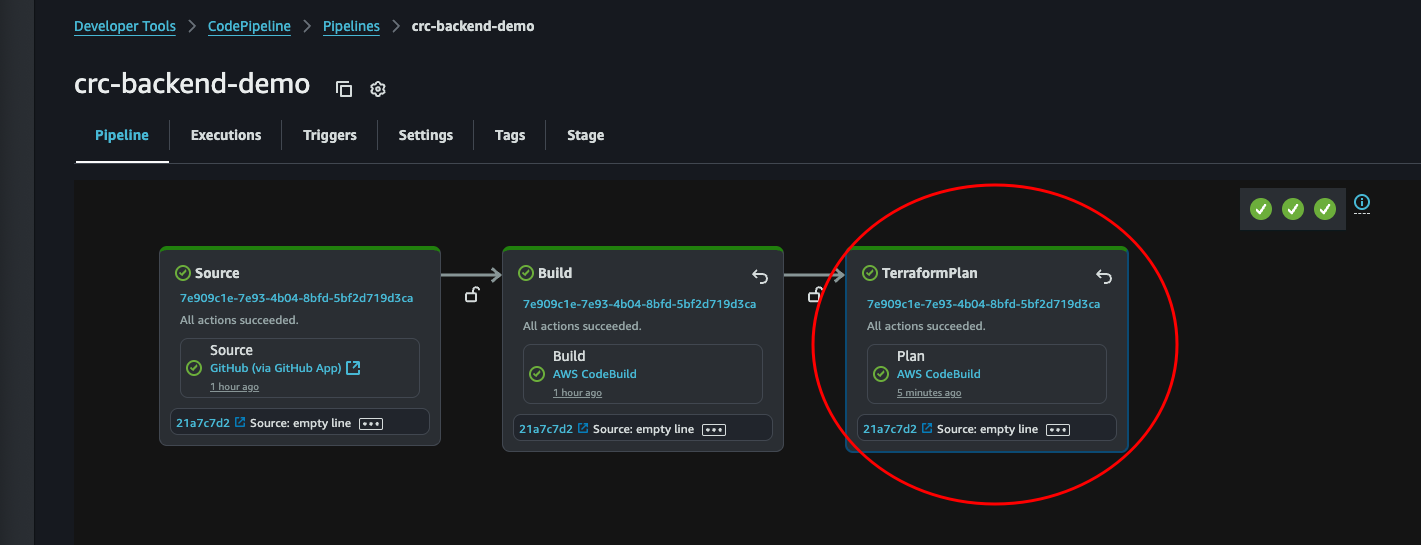 Developer Tools > CodePipeline > Pipelines > crc-backend-demo
crc-backend-demo
Pipeline Executions Triggers Settings Tags Stage
Source
7e909c1e-7e93-4b04-8bfd-5bf2d719d3ca
All actions succeeded.
Source
GitHub (via GitHub App)
1 hour ago
21a7c7d2 Source: empty line
Build
7e909c1e-7e93-4b04-8bfd-5bf2d719d3ca
All actions succeeded.
Build
AWS CodeBuild
1 hour ago
21a7c7d2 Source: empty line
TerraformPlan
7e909c1e-7e93-4b04-8bfd-5bf2d719d3ca
All actions succeeded.
Plan
AWS CodeBuild
5 minutes ago
21a7c7d2 Source: empty line